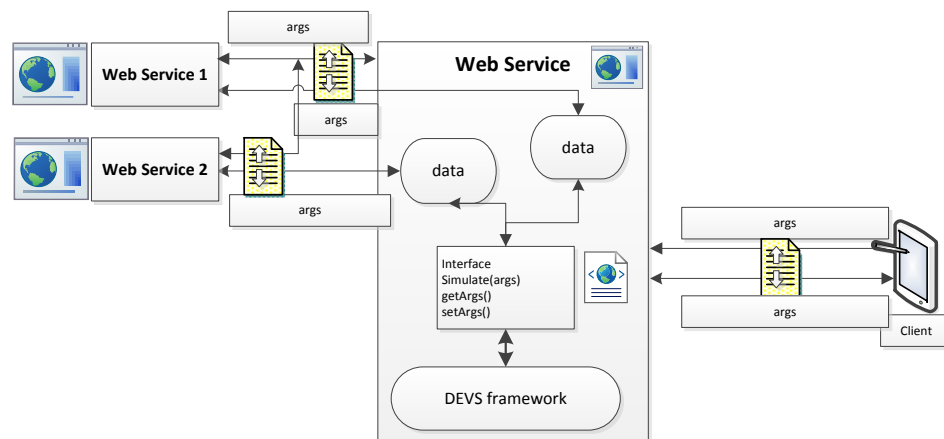 args
Web Service 1
Web Service
args
data
Web Service 2
data
args
args
Interface
Simulate(args)
getArgs()
setArgs()
args
Client
DEVS framework